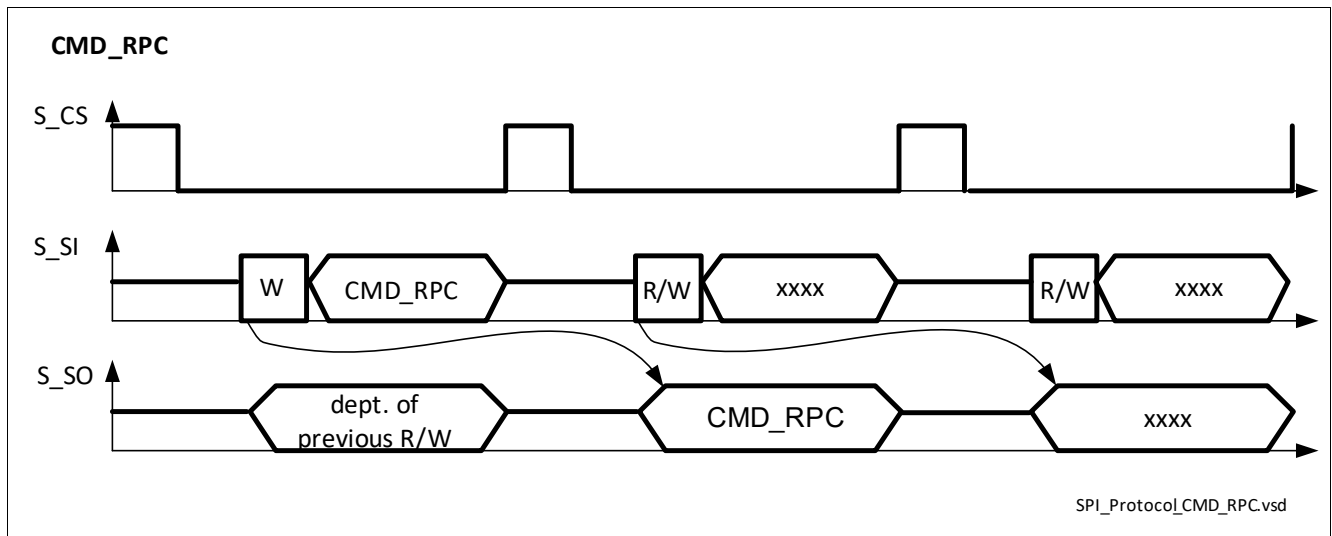 CMD_RPC
S_CS
S_SI
W
CMD_RPC
R/W
xxxx
R/W
xxxx
S_SO
dept. of
previous R/W
CMD_RPC
xxxx
SPI_Protocol_CMD_RPC.vsd